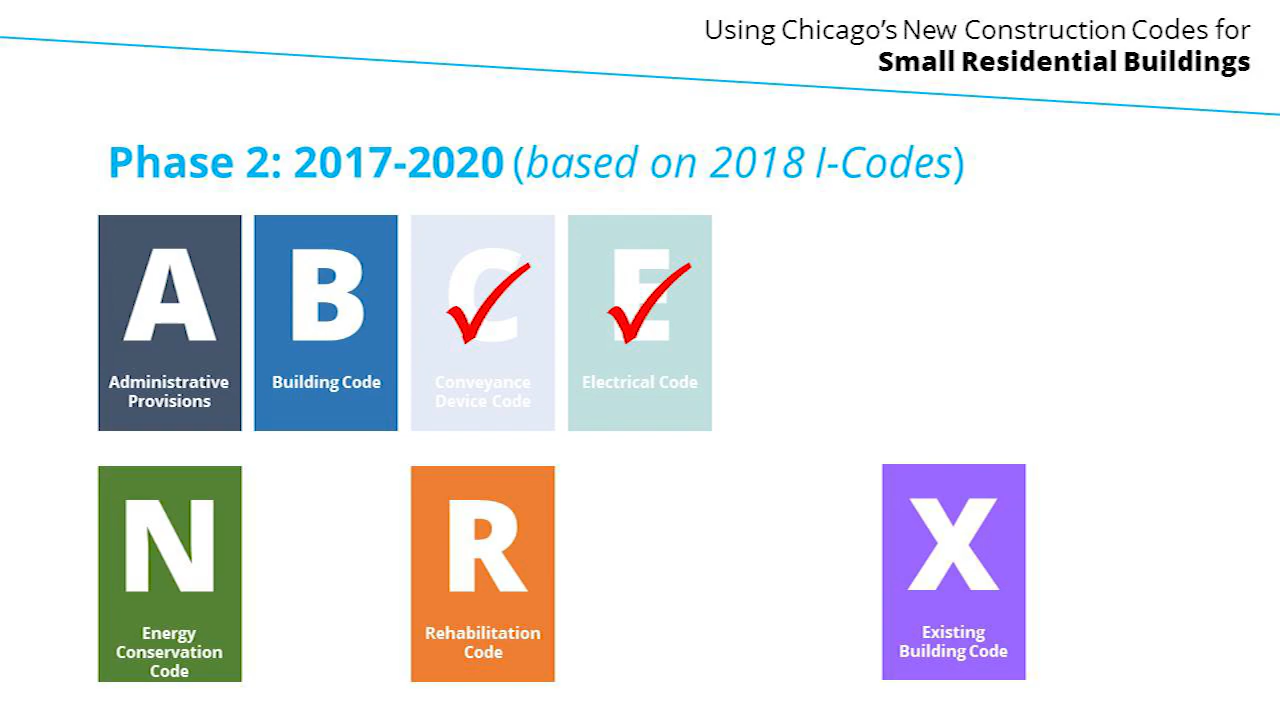 Using Chicago’s New Construction Codes for
Small Residential Buildings
Phase 2: 2017-2020 (based on 2018 I-Codes)
A
Administrative
Provisions
B
Building Code
C
Conveyance
Device Code
E
Electrical Code
N
Energy
Conservation
Code
R
Rehabilitation
Code
X
Existing
Building Code